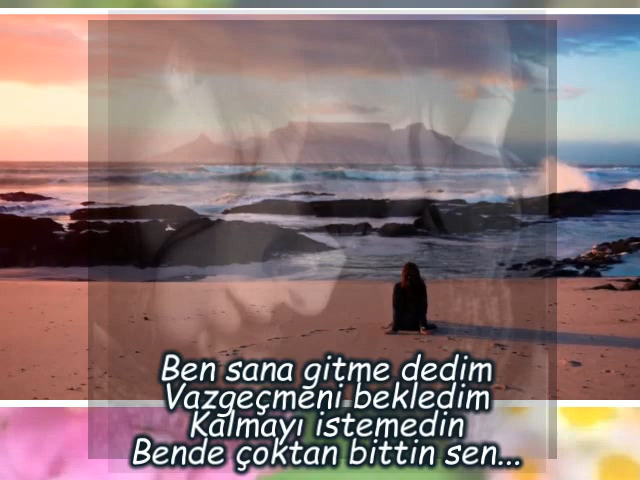 Ben sana gitme dedim
Vazgeçmeni bekledim
Kalmayı istemedin
Bende çoktan bittin sen...